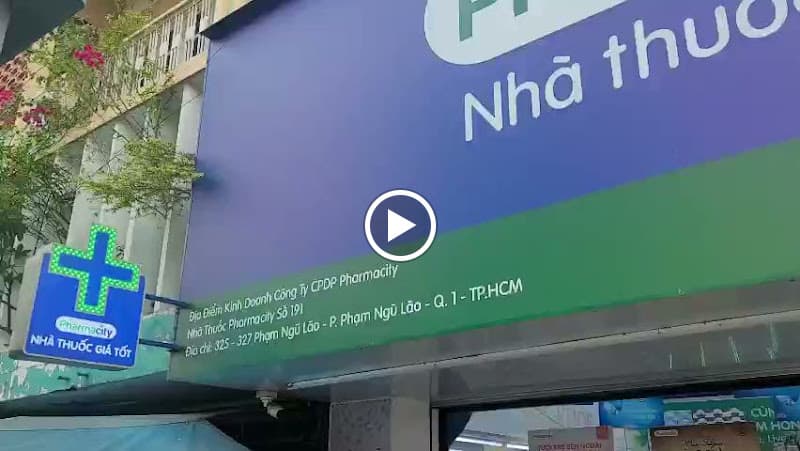 Nhà thuốc
Địa Điểm Kinh Doanh Công Ty CPDP Pharmacity
Nhà Thuốc Pharmacity Số 191
Địa chỉ: 325 - 327 Phạm Ngũ Lão - P. Phạm Ngũ Lão - Q. 1 - TP.HCM
Pharmacity
NHÀ THUỐC GIÁ TỐT